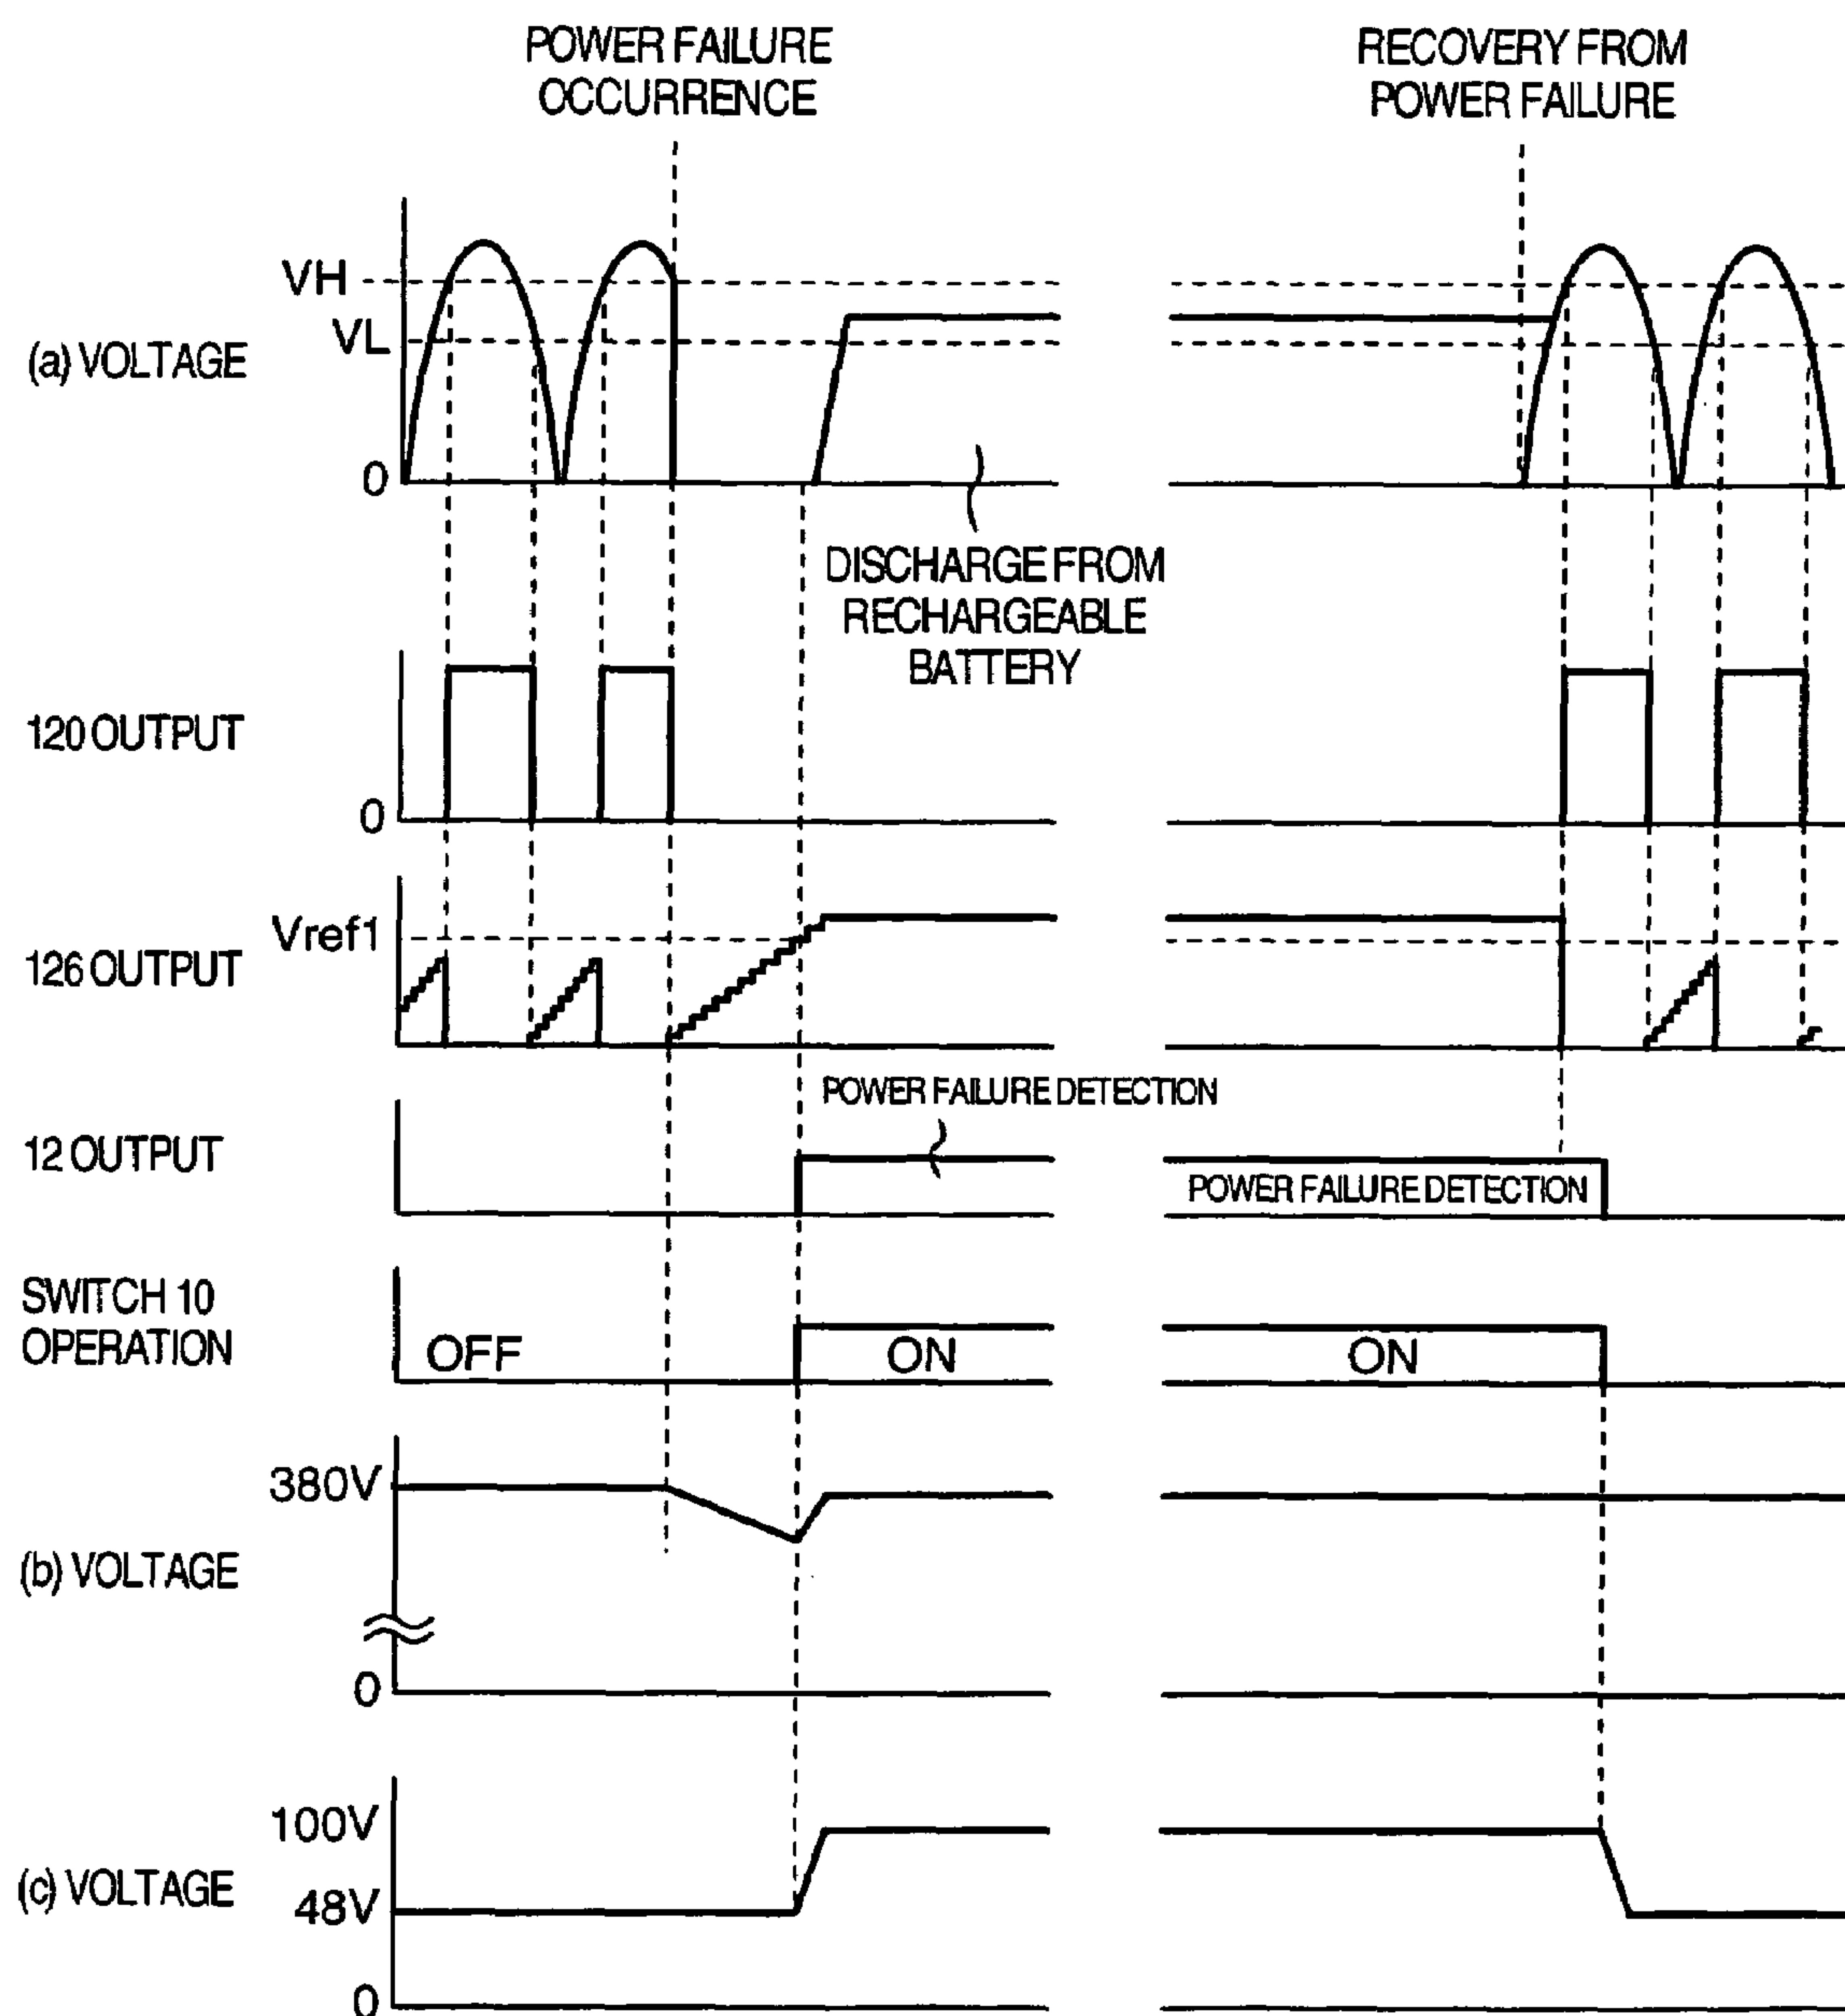 POWER FAILURE
OCCURRENCE
RECOVERY FROM
POWER FAILURE
VH
VL
(a) VOLTAGE
0
DISCHARGE FROM
RECHARGEABLE
BATTERY
120 OUTPUT
0
Vref1
126 OUTPUT
POWER FAILURE DETECTION
12 OUTPUT
POWER FAILURE DETECTION
SWITCH 10
OPERATION
OFF
ON
ON
380V
(b) VOLTAGE
0
100V
(c) VOLTAGE
48V
0